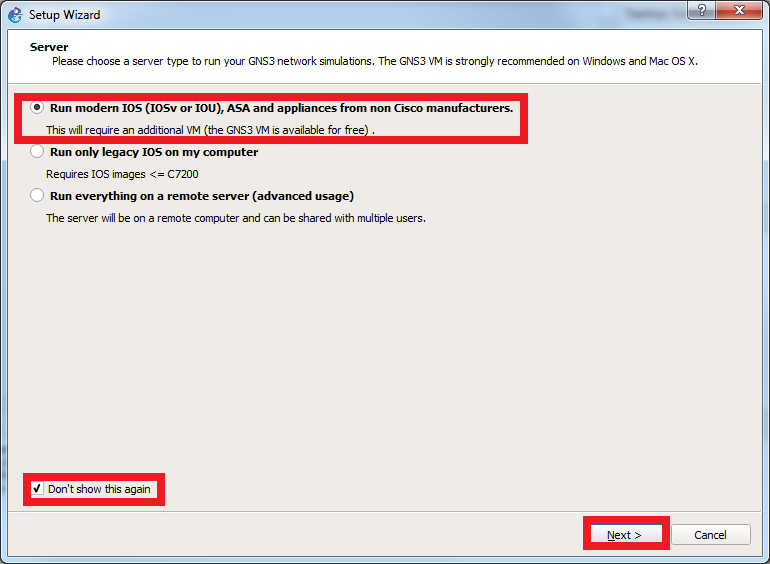 Setup Wizard
Server
Please choose a server type to run your GNS3 network simulations. The GNS3 VM is strongly recommended on Windows and Mac OS X.
Run modern IOS (IOSv or IOU), ASA and appliances from non Cisco manufacturers.
This will require an additional VM (the GNS3 VM is available for free) .
Run only legacy IOS on my computer
Requires IOS images <= C7200
Run everything on a remote server (advanced usage)
The server will be on a remote computer and can be shared with multiple users.
Don't show this again
Next >
Cancel